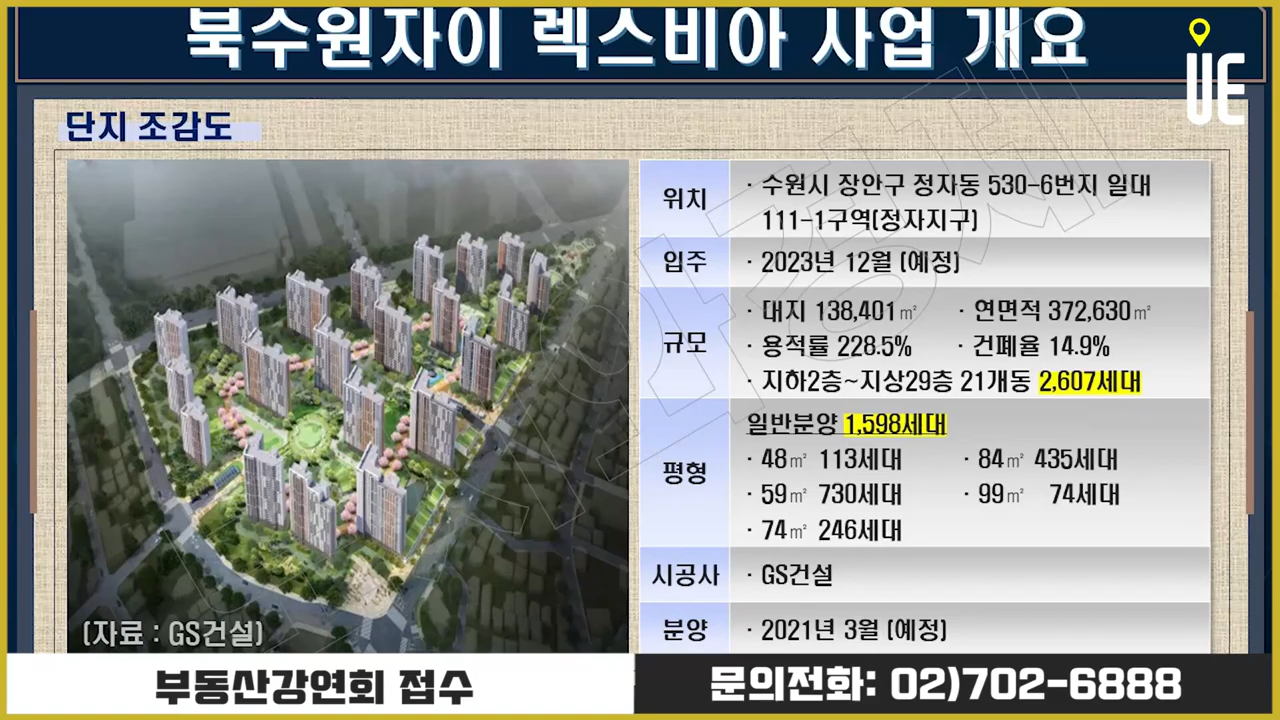 북수원자이 렉스비아 사업 개요
UE
단지 조감도
위치
· 수원시 장안구 정자동 530-6번지 일대
111-1구역(정자지구)
입주
· 2023년 12월 (예정)
규모
· 대지 138,401㎡ · 연면적 372,630㎡
· 용적률 228.5% · 건폐율 14.9%
· 지하2층~지상29층 21개동 2,607세대
평형
일반분양 1,598세대
· 48㎡ 113세대 · 84㎡ 435세대
· 59㎡ 730세대 · 99㎡ 74세대
· 74㎡ 246세대
시공사
· GS건설
분양
· 2021년 3월 (예정)
(자료 : GS건설)
부동산강연회 접수
문의전화: 02)702-6888